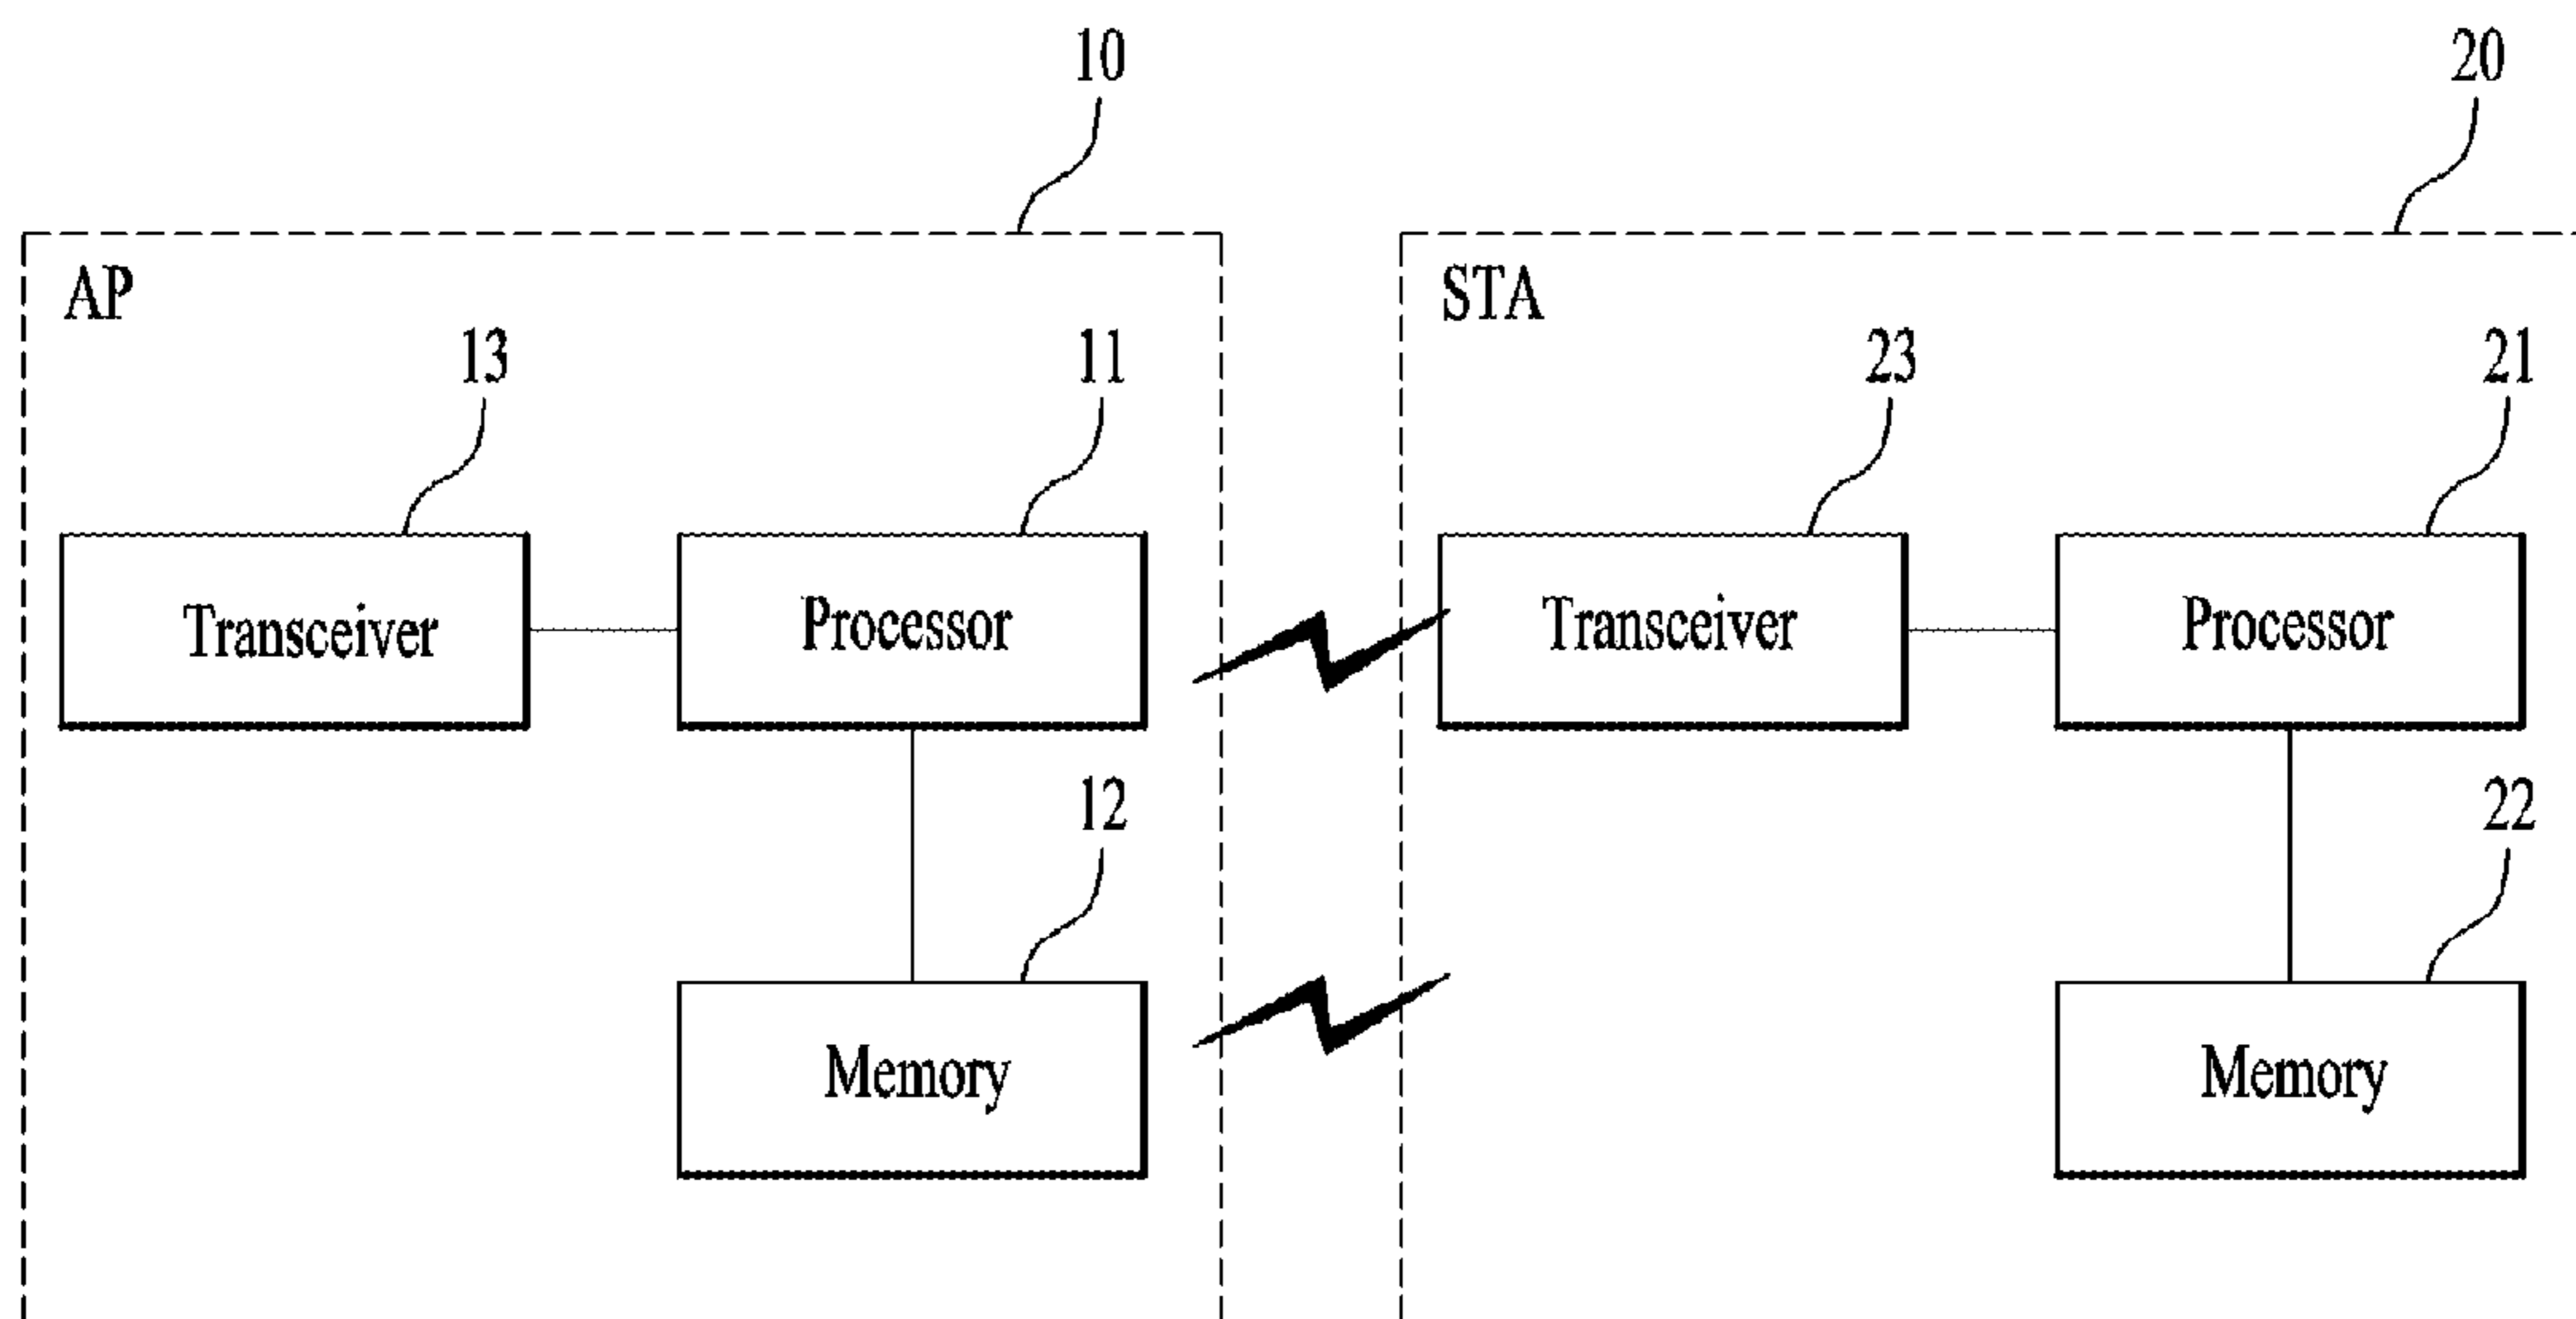 10
20
AP
STA
13
11
23
21
Transceiver
Processor
Transceiver
Processor
12
22
Memory
Memory